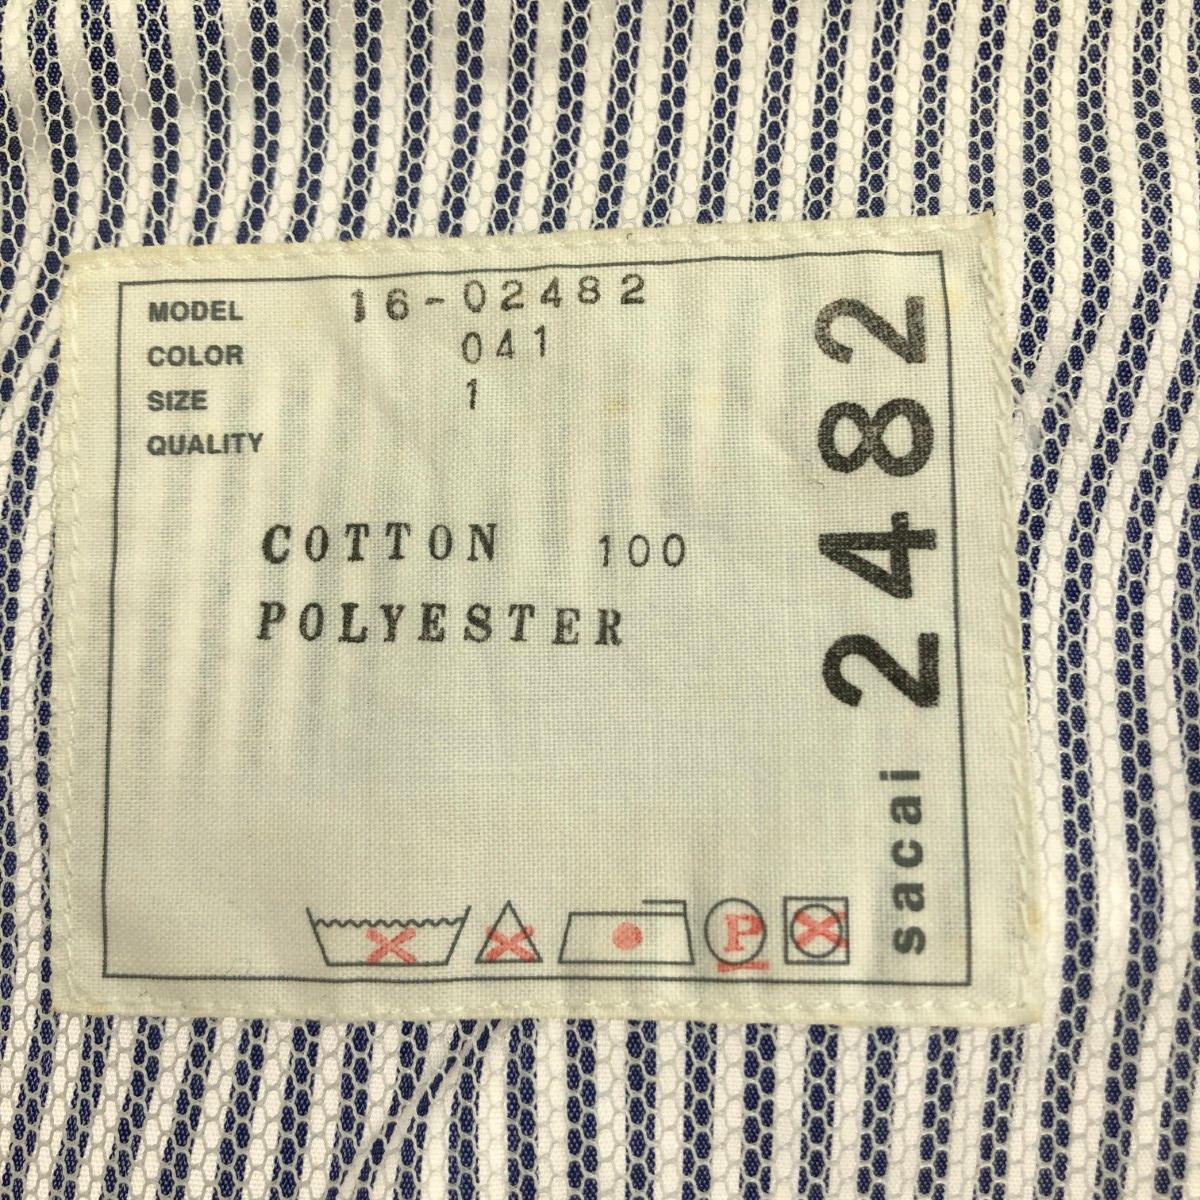 MODEL 16-02482
COLOR 041
SIZE 1
QUALITY
COTTON 100
POLYESTER
2482
sacai
P